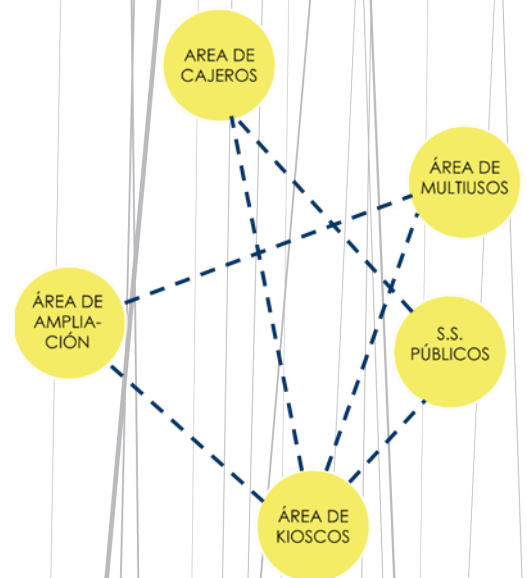 AREA DE
CAJEROS
ÁREA DE
MULTIUSOS
ÁREA DE
AMPLIA-
CIÓN
S.S.
PÚBLICOS
ÁREA DE
KIOSCOS